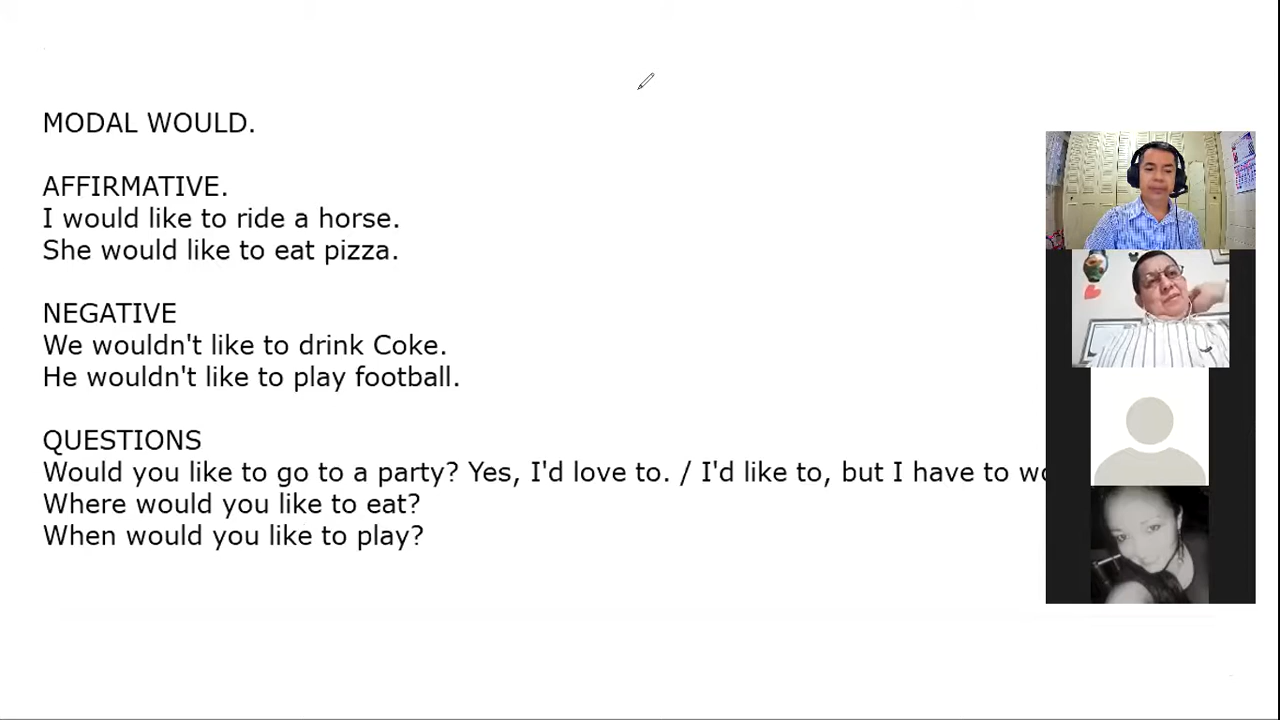 MODAL WOULD.
AFFIRMATIVE.
I would like to ride a horse.
She would like to eat pizza.
NEGATIVE
We wouldn't like to drink Coke.
He wouldn't like to play football.
QUESTIONS
Would you like to go to a party? Yes, I'd love to. / I'd like to, but I have to
Where would you like to eat?
When would you like to play?